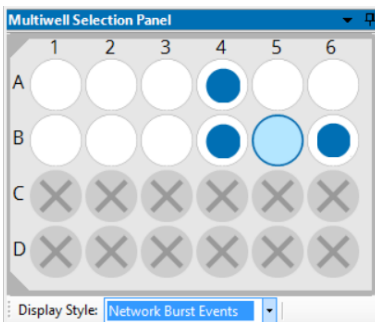 Multiwell Selection Panel
1 2 3 4 5 6
A
B
C
D
Display Style: Network Burst Events